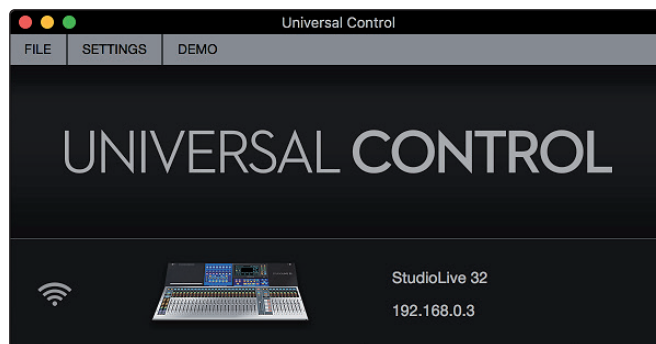 Universal Control
FILE SETTINGS DEMO
UNIVERSAL CONTROL
StudioLive 32
192.168.0.3